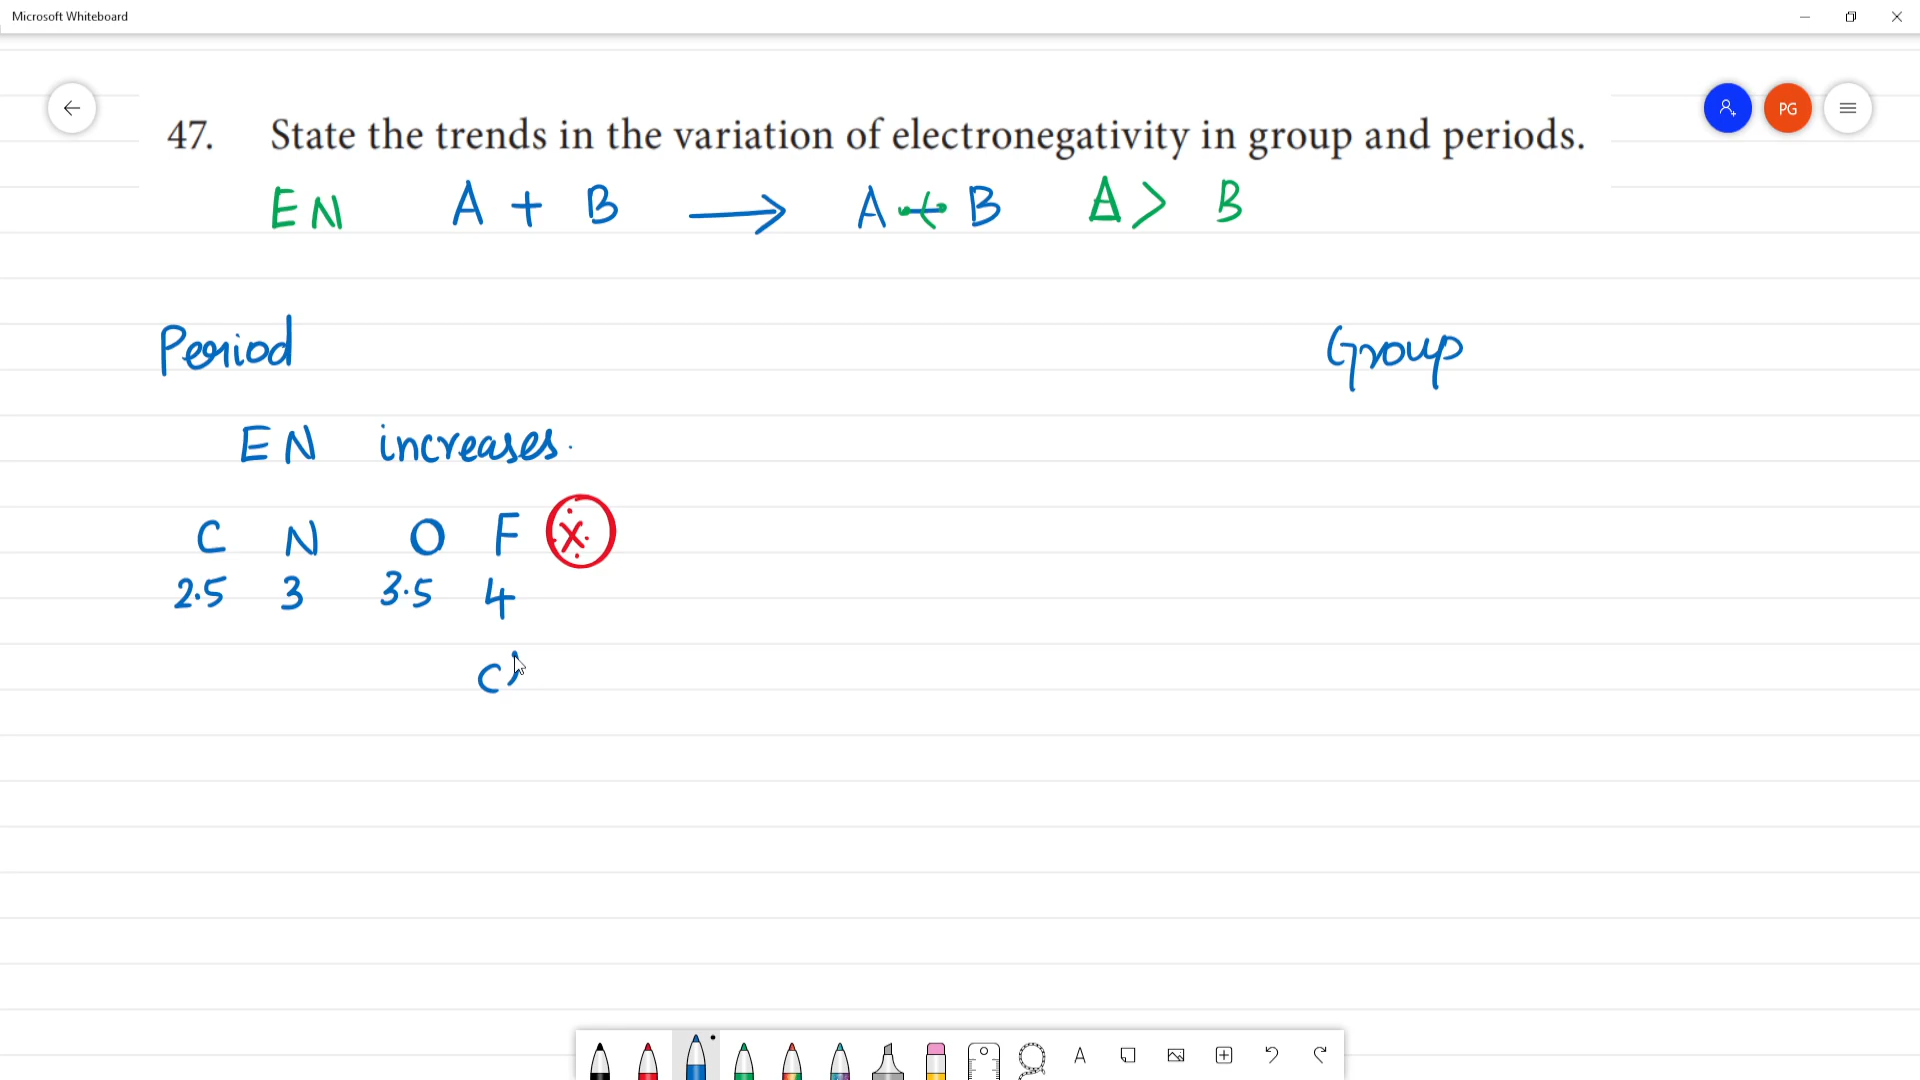 Microsoft Whiteboard
PG
47. State the trends in the variation of electronegativity in group and periods.
EN A + B → A B A > B
Period Group
EN increases.
C N O F X
2.5 3 3.5 4
A